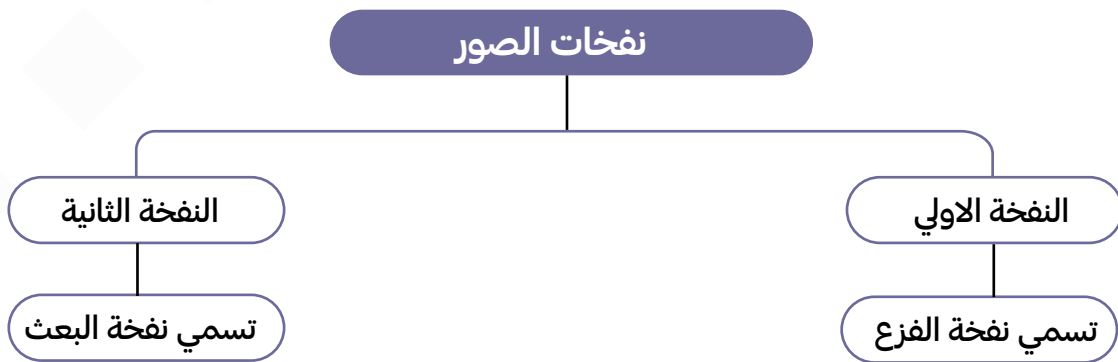 نفخات الصور
النفخة الاولي
النفخة الثانية
تسمي نفخة الفزع
تسمي نفخة البعث